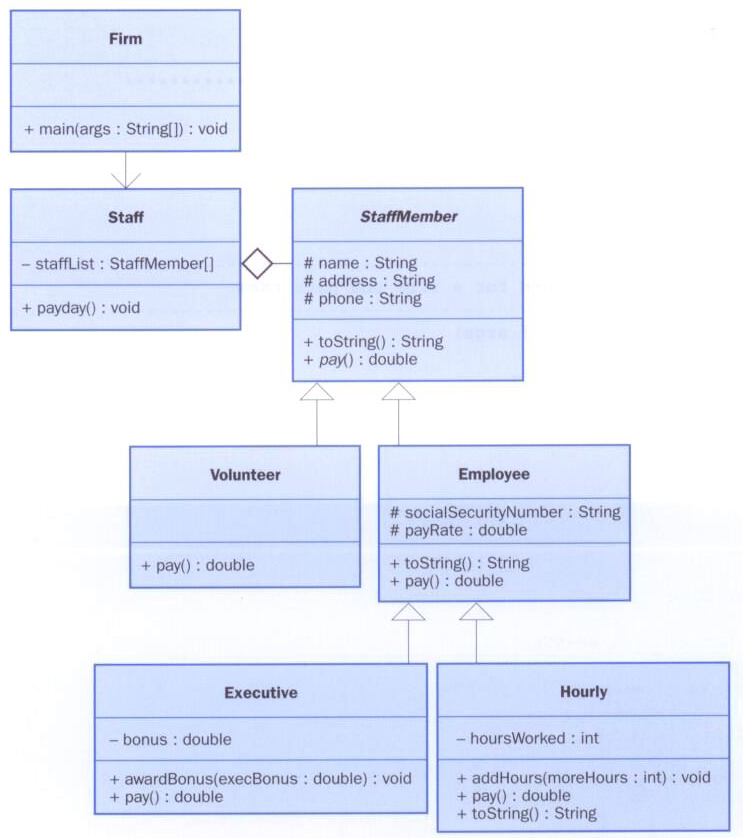 Firm
+ main(args : String[]) : void
Staff
– staffList : StaffMember[]
+ payday() : void
StaffMember
# name : String
# address : String
# phone : String
+ toString() : String
+ pay() : double
Volunteer
+ pay() : double
Employee
# socialSecurityNumber : String
# payRate : double
+ toString() : String
+ pay() : double
Executive
– bonus : double
+ awardBonus(execBonus : double) : void
+ pay() : double
Hourly
– hoursWorked : int
+ addHours(moreHours : int) : void
+ pay() : double
+ toString() : String